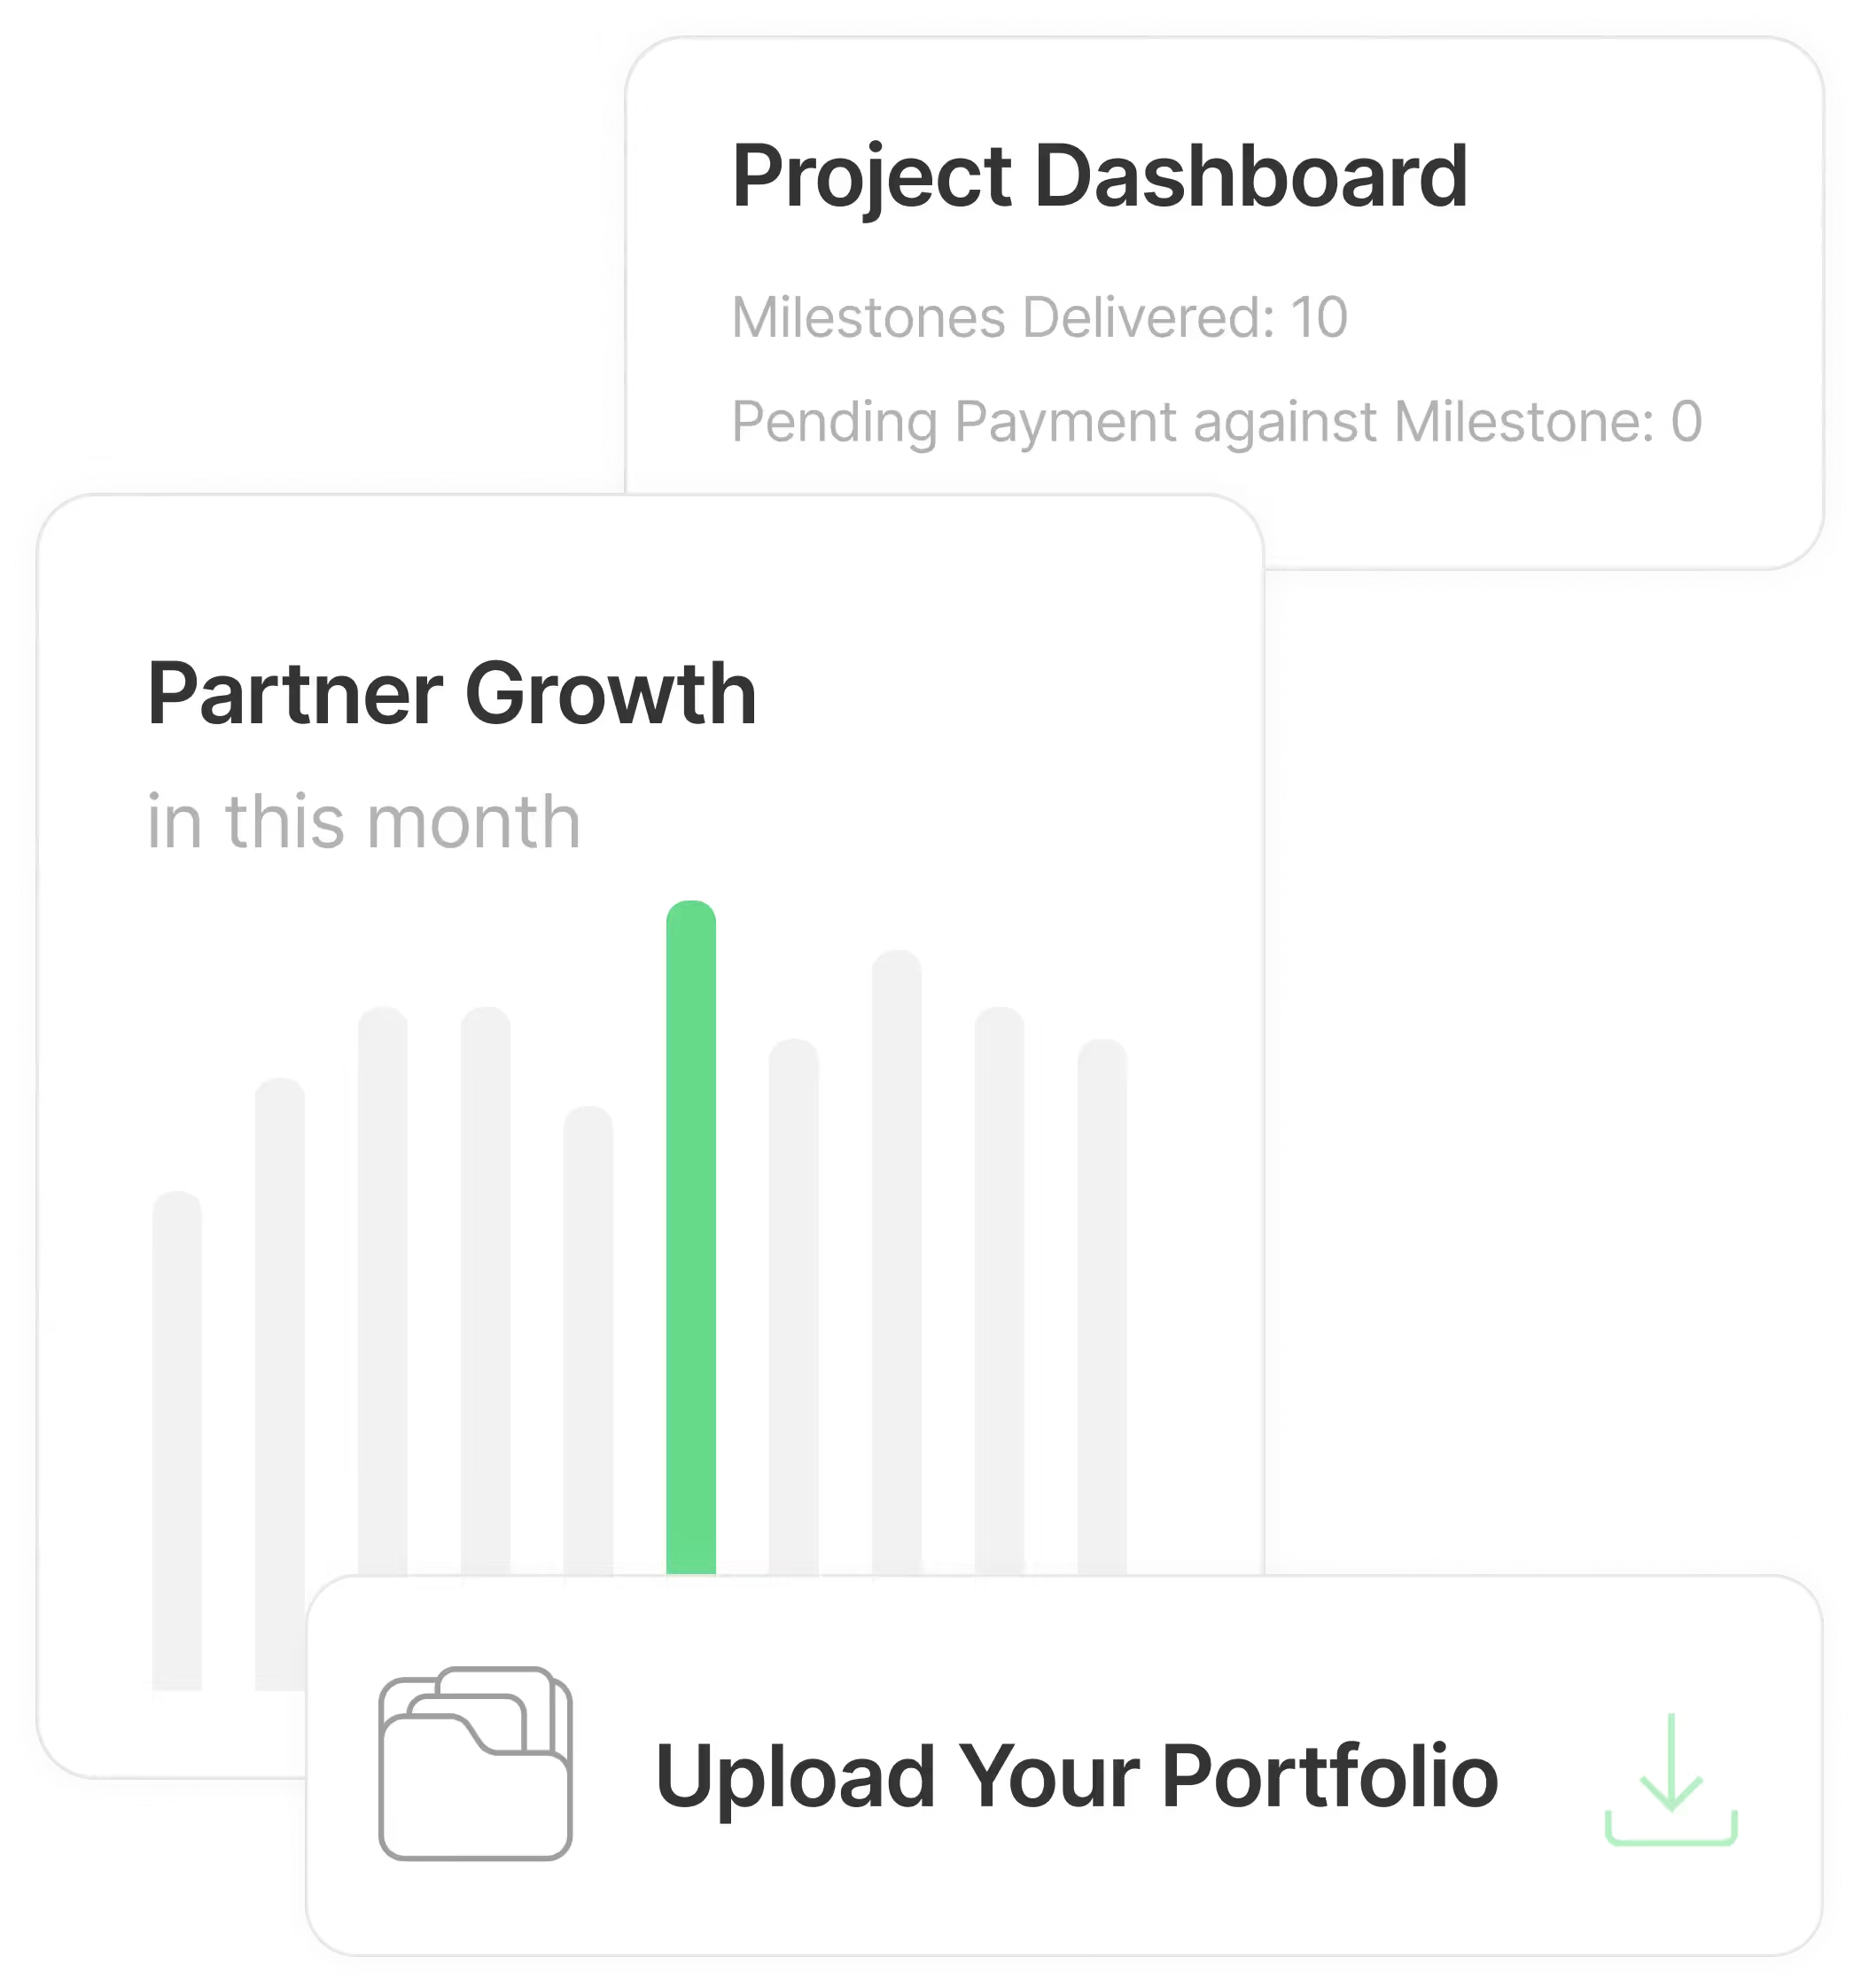 Project Dashboard
Milestones Delivered: 10
Pending Payment against Milestone: 0
Partner Growth
in this month
Upload Your Portfolio